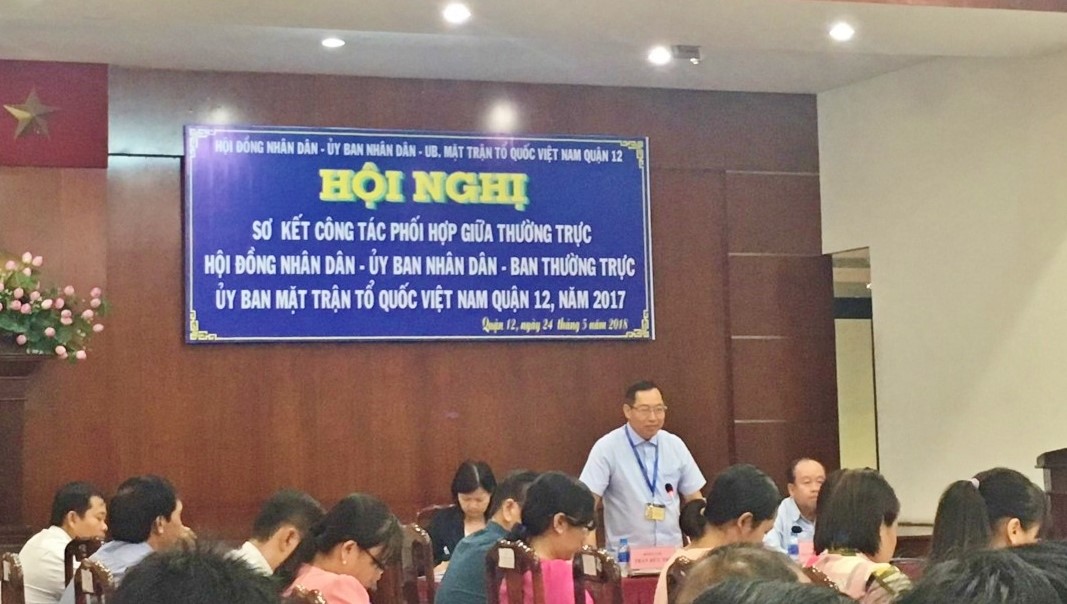 HỘI ĐỒNG NHÂN DÂN - ỦY BAN NHÂN DÂN - UB. MẶT TRẬN TỔ QUỐC VIỆT NAM QUẬN 12
HỘI NGHỊ
SƠ KẾT CÔNG TÁC PHỐI HỢP GIỮA THƯỜNG TRỰC
HỘI ĐỒNG NHÂN DÂN - ỦY BAN NHÂN DÂN - BAN THƯỜNG TRỰC
ỦY BAN MẶT TRẬN TỔ QUỐC VIỆT NAM QUẬN 12, NĂM 2017
Quận 12, ngày 24 tháng 5 năm 2018